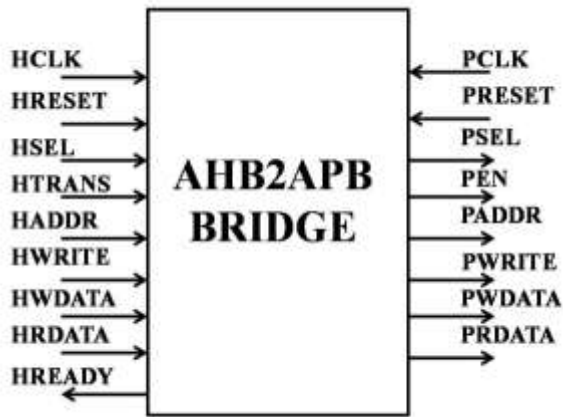 HCLK
HRESET
HSEL
HTRANS
HADDR
HWRITE
HWDATA
HRDATA
HREADY
AHB2APB
BRIDGE
PCLK
PRESET
PSEL
PEN
PADDR
PWRITE
PWDATA
PRDATA